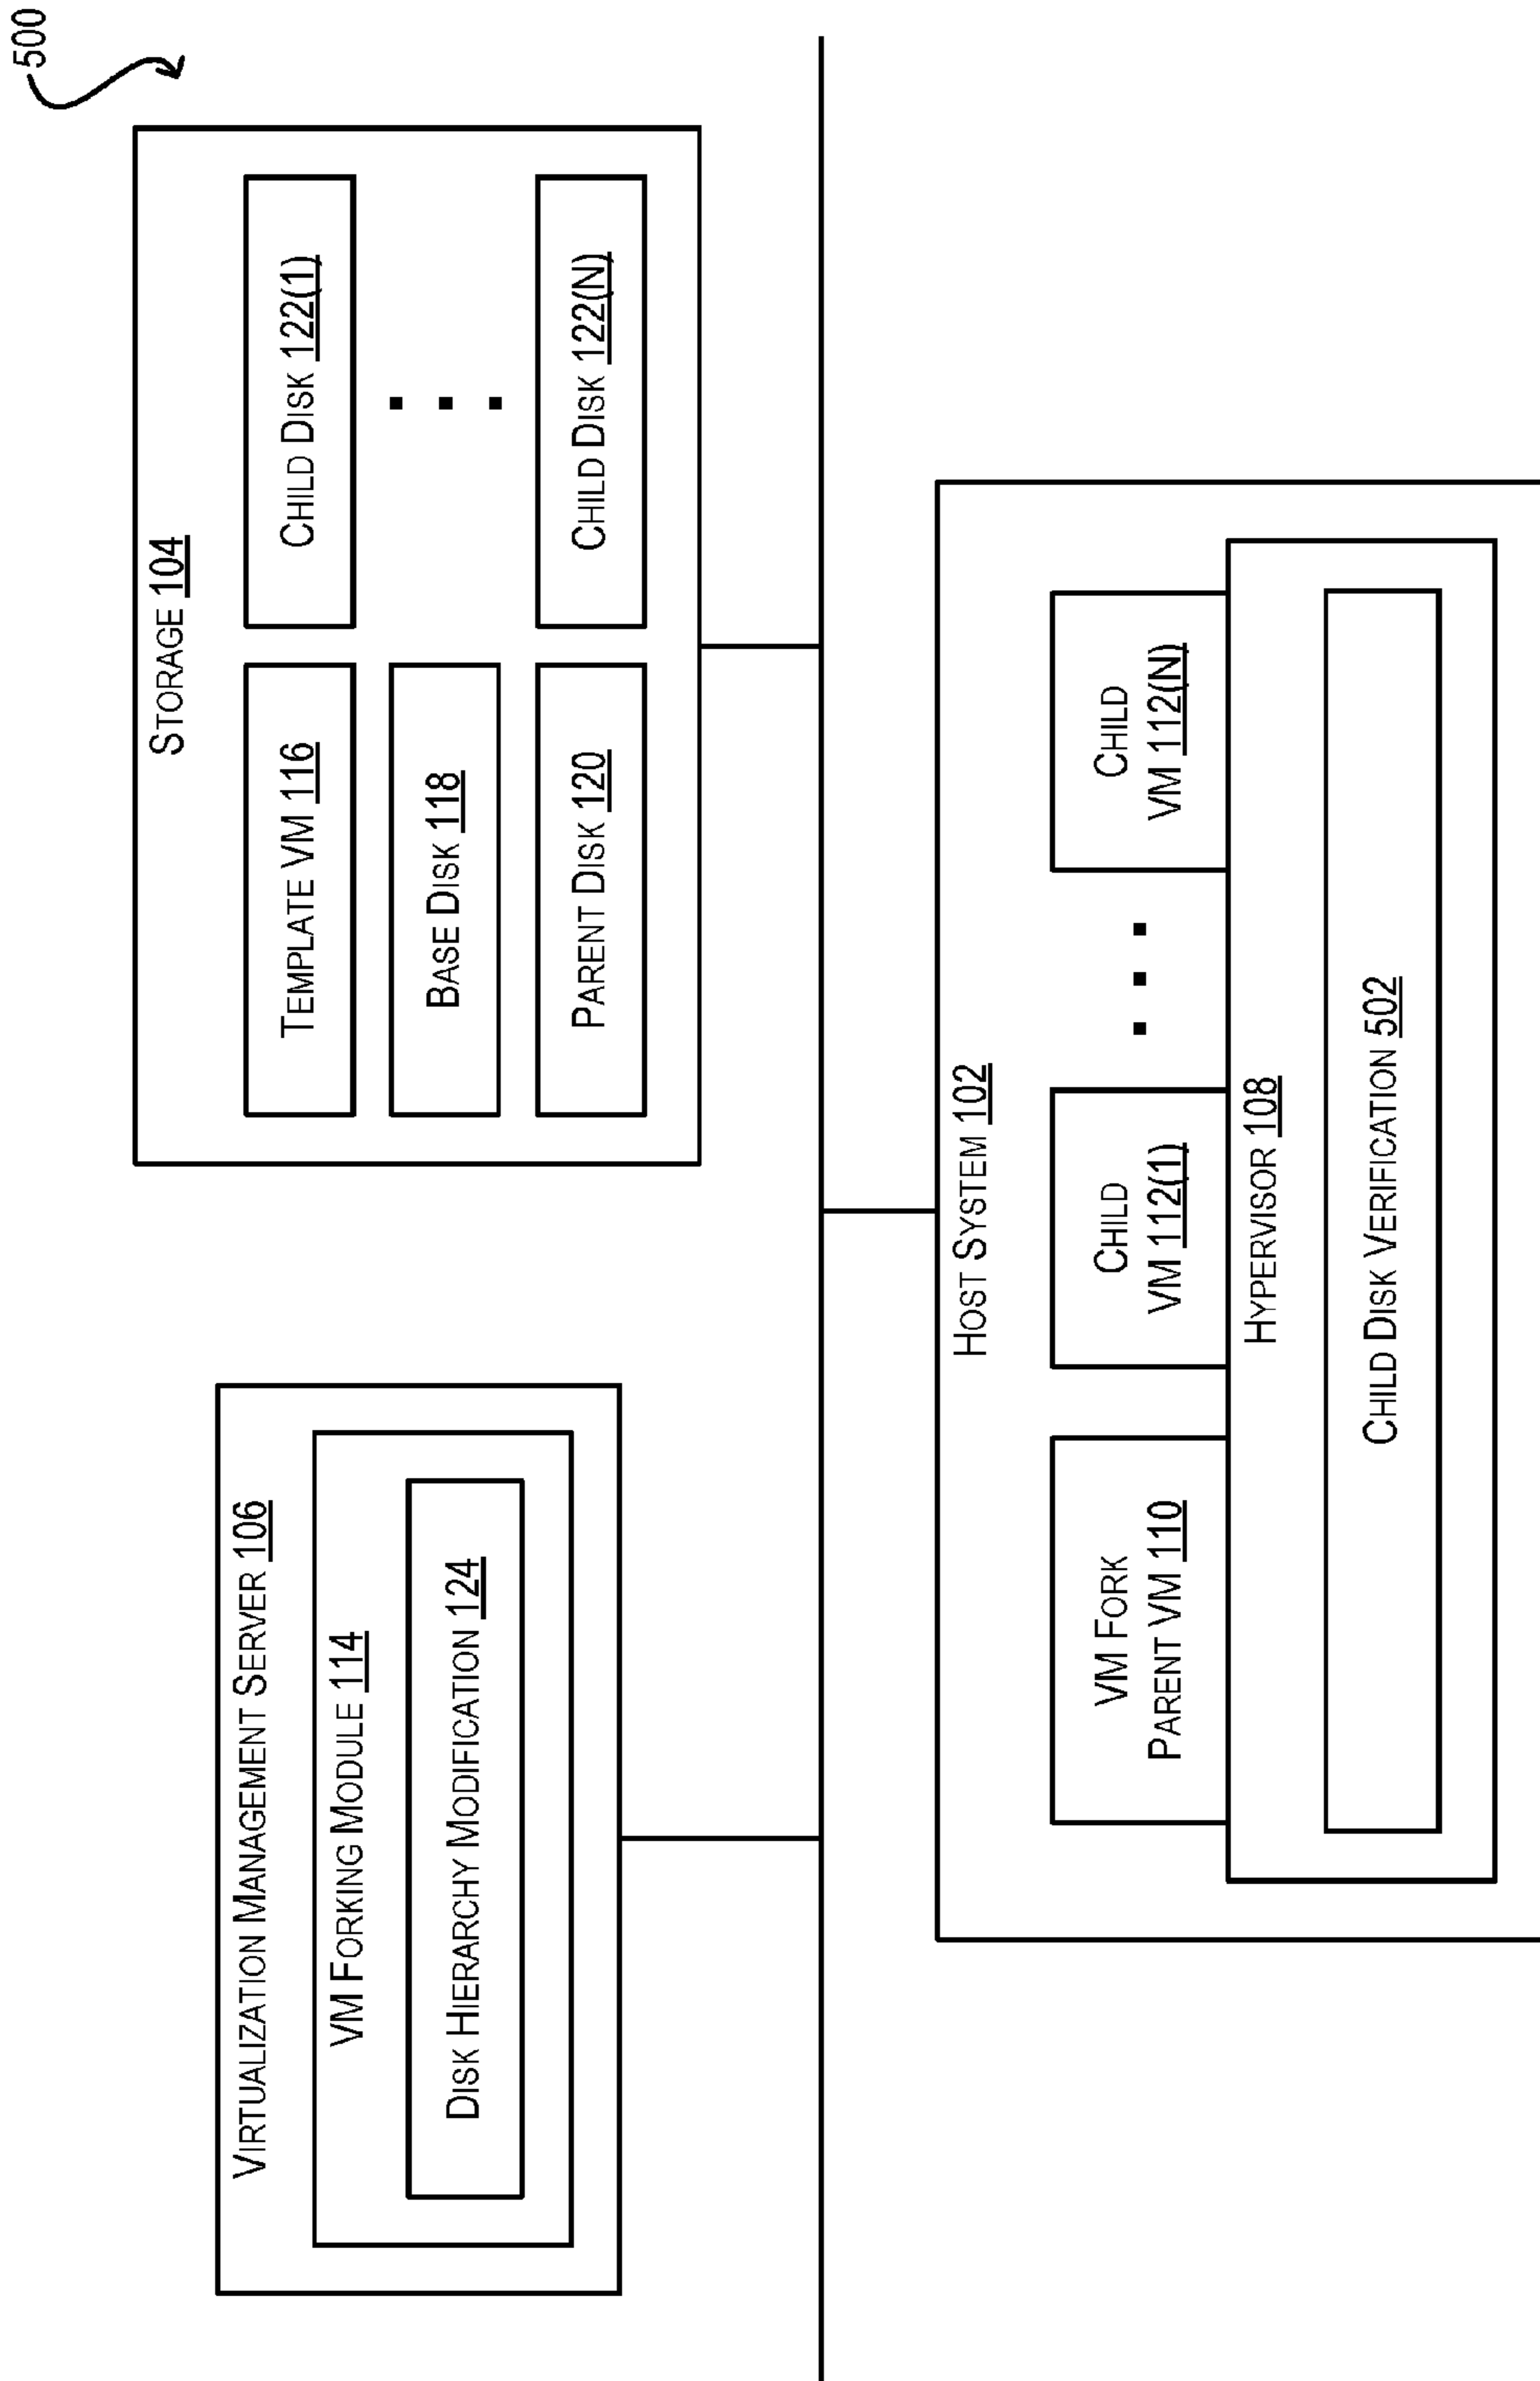 500
VIRTUALIZATION MANAGEMENT SERVER 106
VM FORKING MODULE 114
DISK HIERARCHY MODIFICATION 124
STORAGE 104
TEMPLATE VM 116
CHILD DISK 122(1)
BASE DISK 118
PARENT DISK 120
CHILD DISK 122(N)
HOST SYSTEM 102
VM FORK
PARENT VM 110
CHILD
VM 112(1)
CHILD
VM 112(N)
HYPERVISOR 108
CHILD DISK VERIFICATION 502